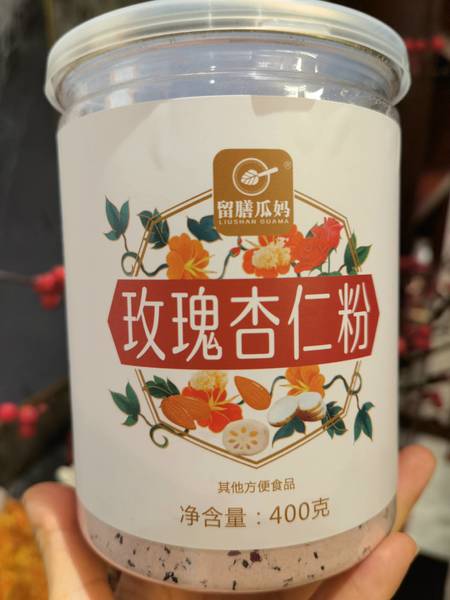 留膳瓜妈
®
LIUSHAN GUAMA
玫瑰杏仁粉
其他方便食品
净含量：400克